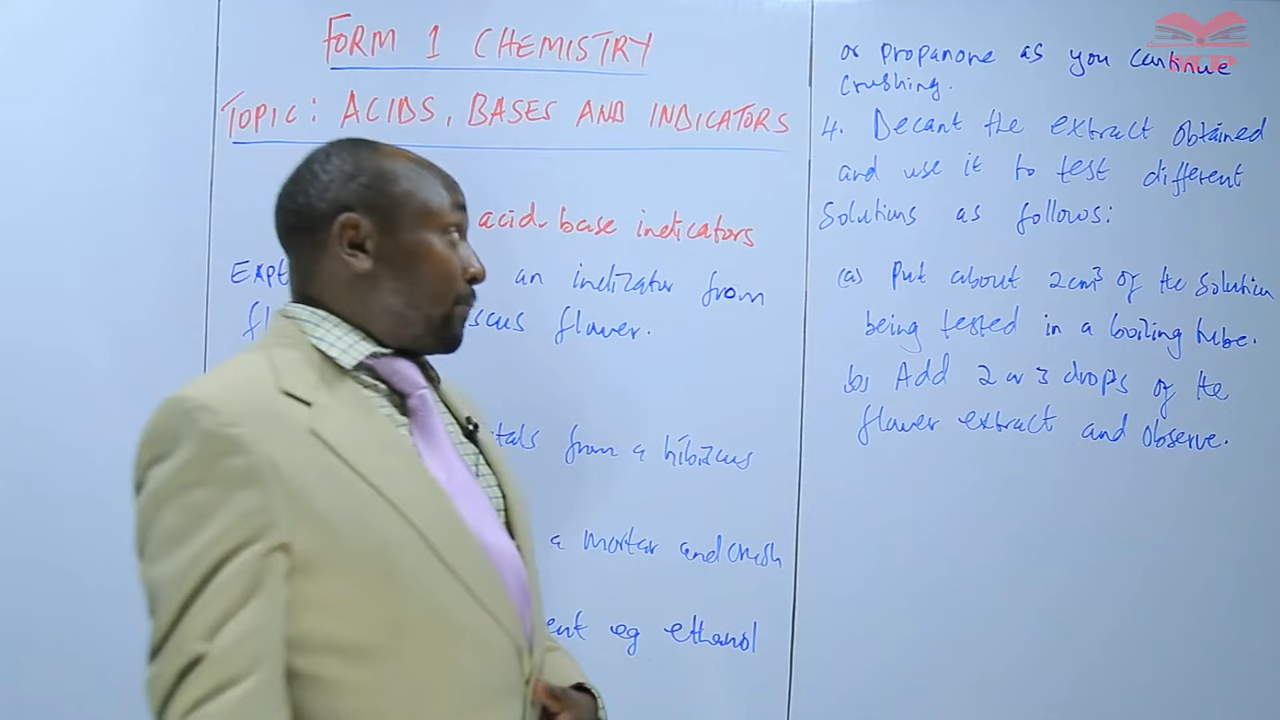 FORM 1 CHEMISTRY
TOPIC: ACIDS, BASES AND INDICATORS
acid-base indicators
Expt an indicator from
fl scus flower.
tals from a hibiscus
a mortar and crush
ent eg ethanol
or propanone as you continue
crushing.
4. Decant the extract obtained
and use it to test different
solutions as follows:
(a) Put about 2cm³ of the solution
being tested in a boiling tube.
b) Add 2 or 3 drops of the
flower extract and observe.